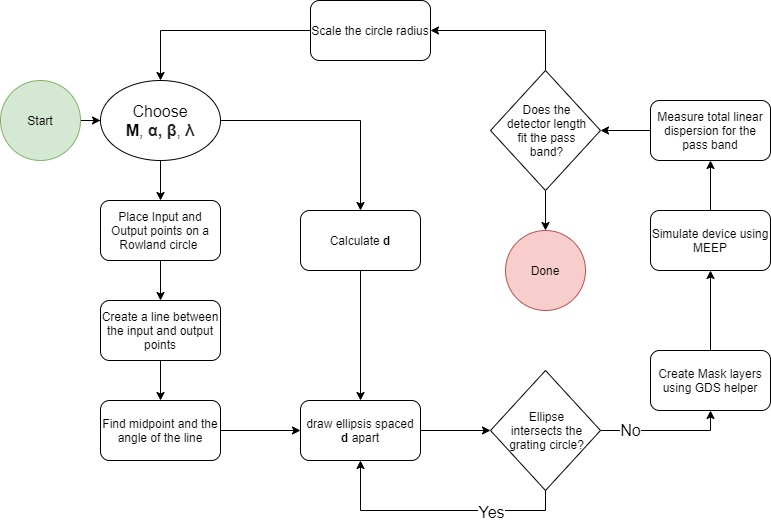 Scale the circle radius
Start
Choose
M, α, β, λ
Does the
detector length
fit the pass
band?
Measure total linear
dispersion for the
pass band
Place Input and
Output points on a
Rowland circle
Calculate d
Simulate device using
MEEP
Done
Create a line between
the input and output
points
Create Mask layers
using GDS helper
Find midpoint and the
angle of the line
draw ellipsis spaced
d apart
Ellipse
intersects the
grating circle?
No
Yes